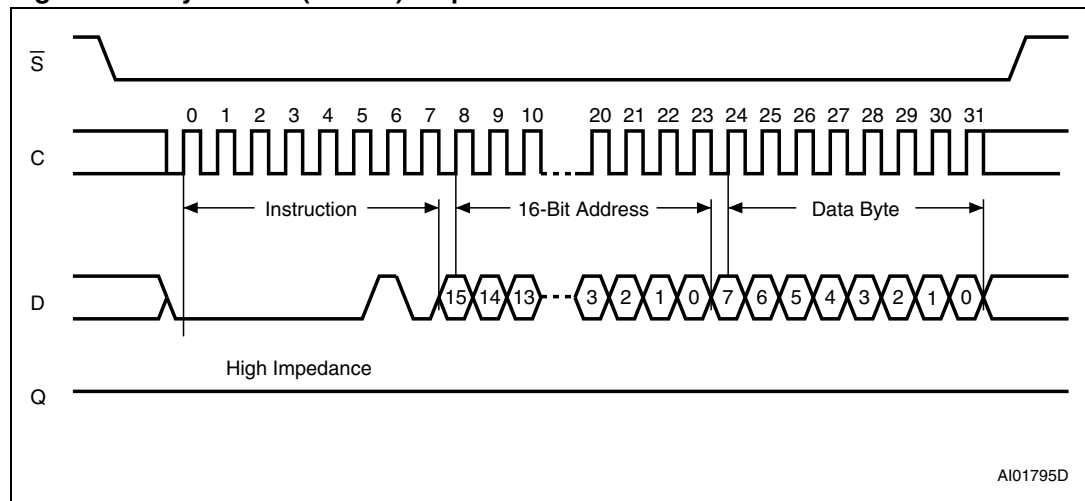 S̅
0 1 2 3 4 5 6 7 8 9 10 20 21 22 23 24 25 26 27 28 29 30 31
C
Instruction 16-Bit Address Data Byte
D 15 14 13 3 2 1 0 7 6 5 4 3 2 1 0
High Impedance
Q
AI01795D